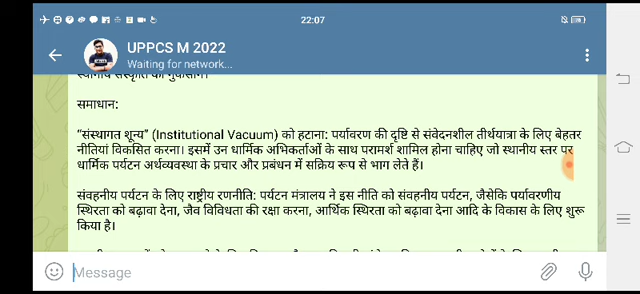 22:07
UPPCS M 2022
Waiting for network...
स्थानीय संस्कृति को नुकसान।
समाधान:
“संस्थागत शून्य” (Institutional Vacuum) को हटाना: पर्यावरण की दृष्टि से संवेदनशील तीर्थयात्रा के लिए बेहतर
नीतियां विकसित करना। इसमें उन धार्मिक अभिकर्ताओं के साथ परामर्श शामिल होना चाहिए जो स्थानीय स्तर पर
धार्मिक पर्यटन अर्थव्यवस्था के प्रचार और प्रबंधन में सक्रिय रूप से भाग लेते हैं।
संवहनीय पर्यटन के लिए राष्ट्रीय रणनीति: पर्यटन मंत्रालय ने इस नीति को संवहनीय पर्यटन, जैसेकि पर्यावरणीय
स्थिरता को बढ़ावा देना, जैव विविधता की रक्षा करना, आर्थिक स्थिरता को बढ़ावा देना आदि के विकास के लिए शुरू
किया है।
Message